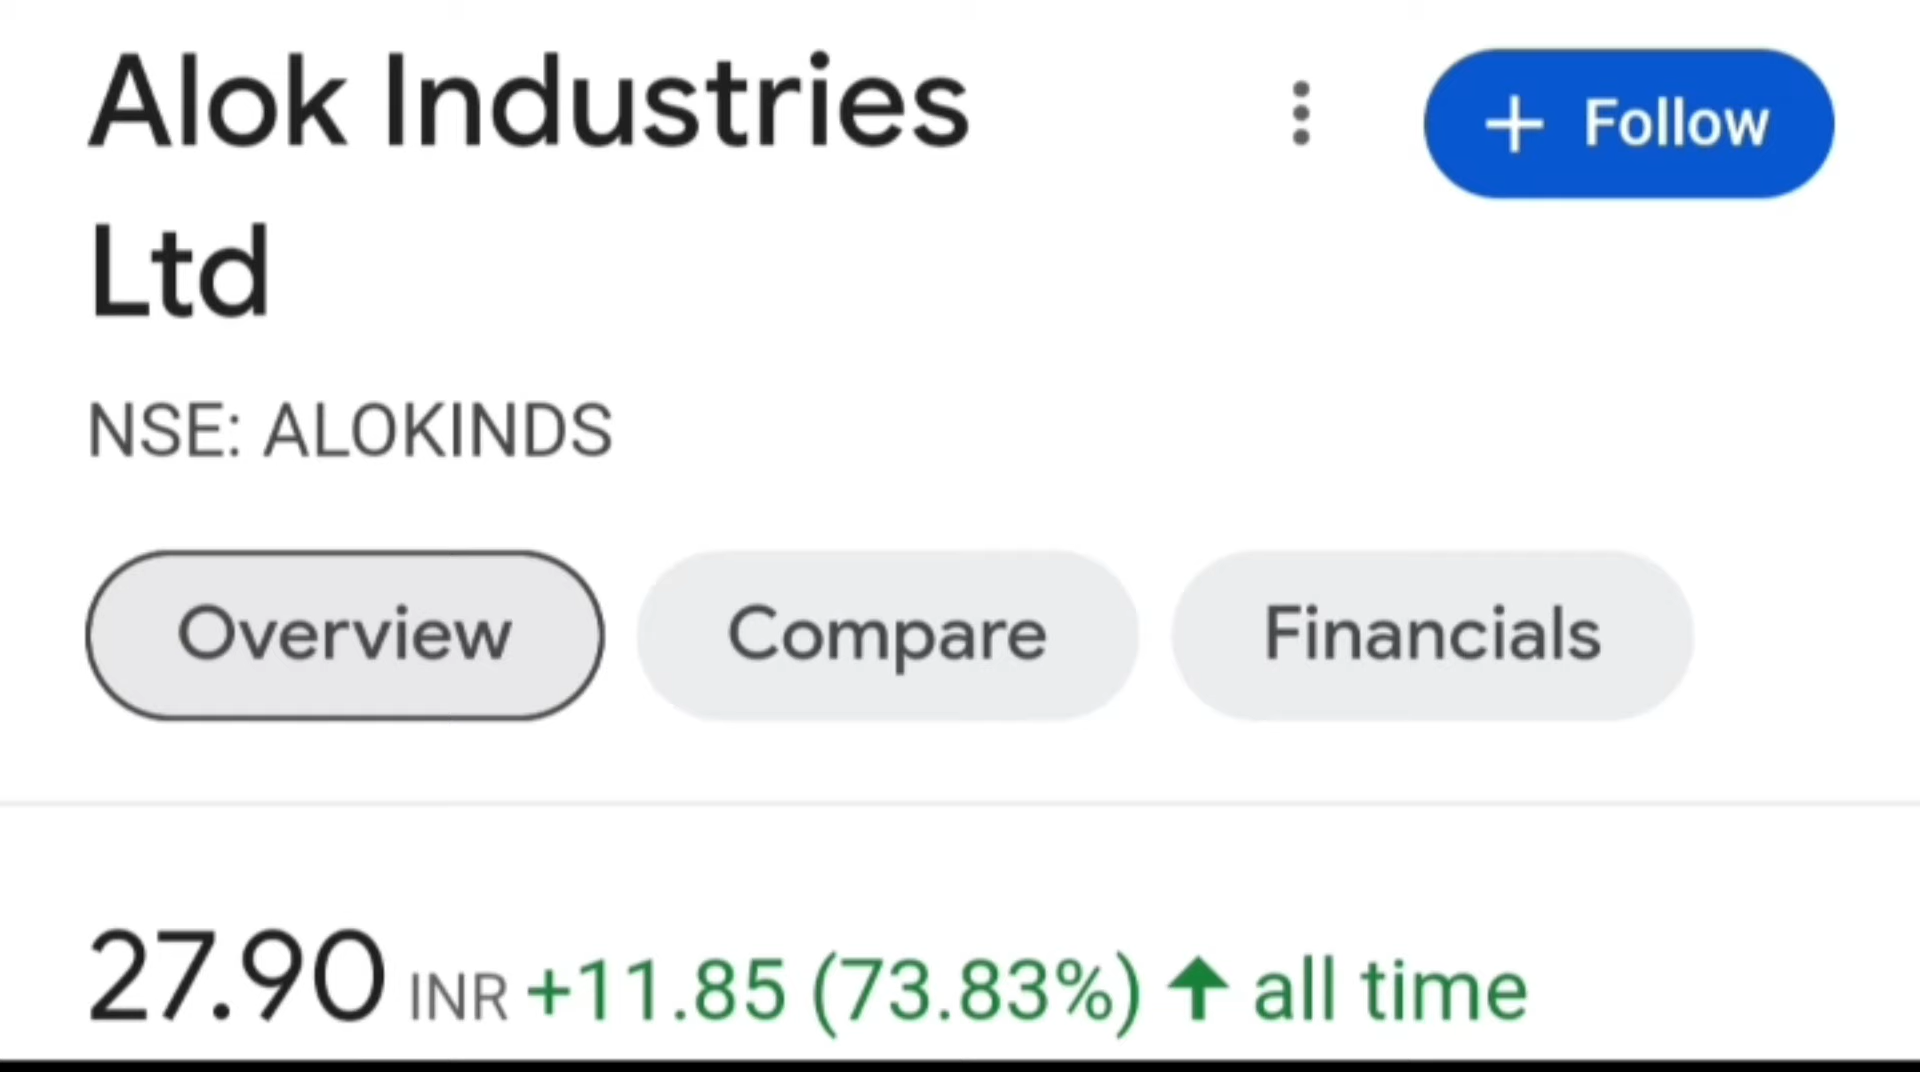 Alok Industries
Ltd
+ Follow
NSE: ALOKINDS
Overview
Compare
Financials
27.90 INR +11.85 (73.83%) ↑ all time